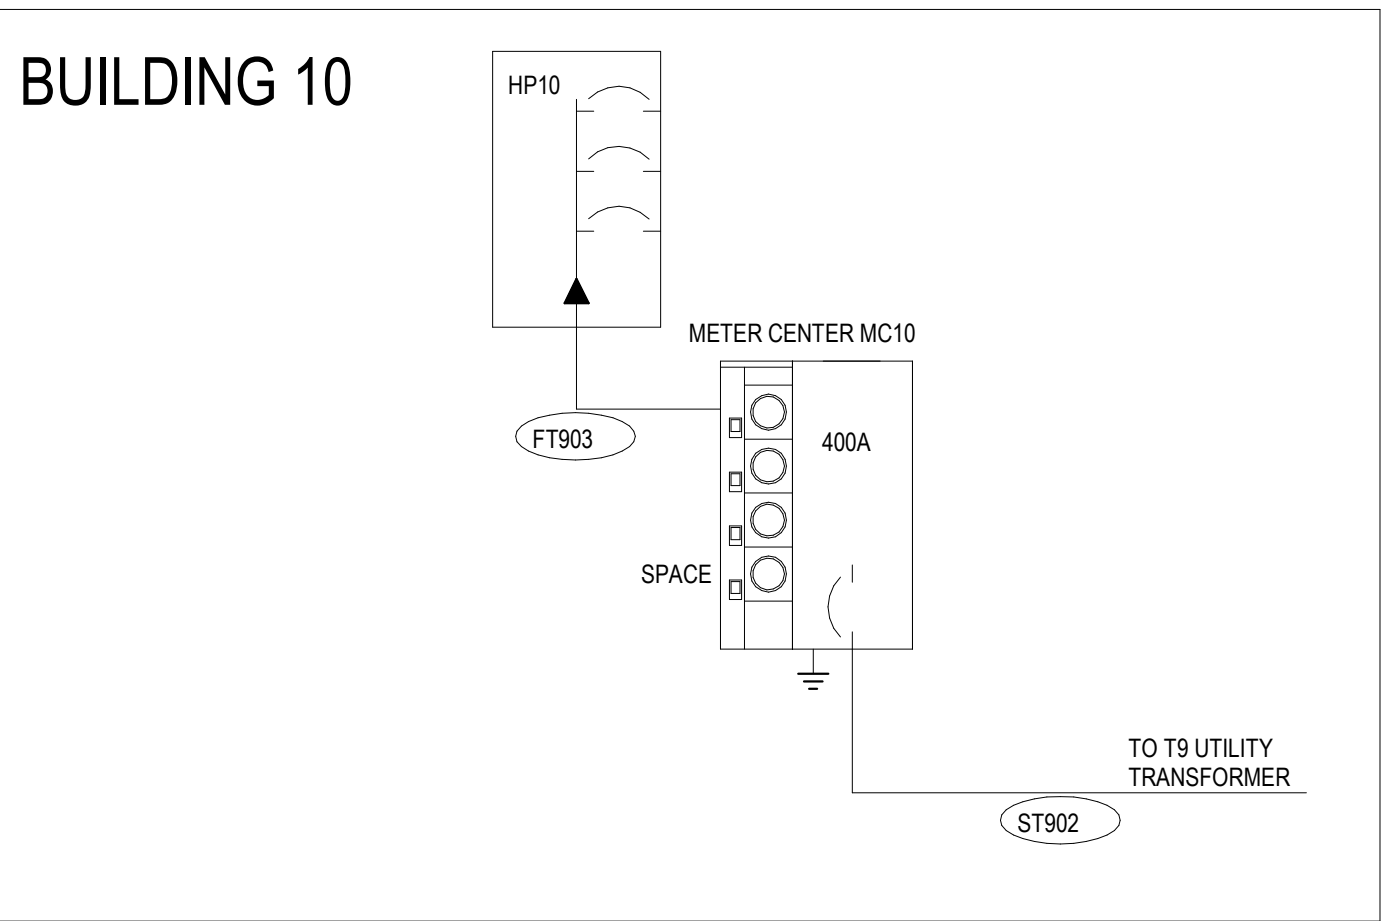 BUILDING 10
HP10
METER CENTER MC10
FT903
400A
SPACE
TO T9 UTILITY
TRANSFORMER
ST902